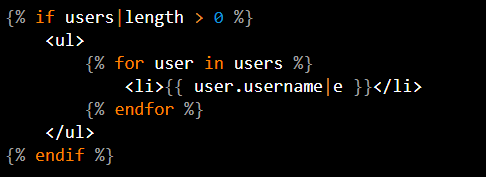 {% if users|length > 0 %}
    <ul>
        {% for user in users %}
            <li>{{ user.username|e }}</li>
        {% endfor %}
    </ul>
{% endif %}